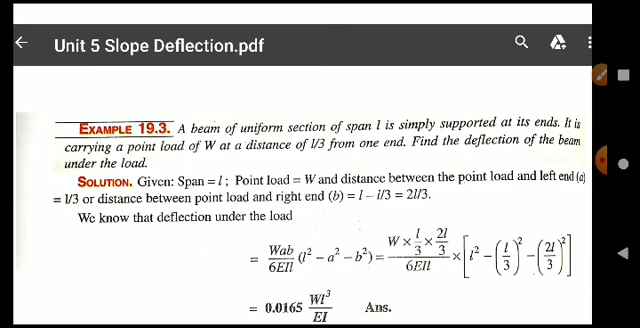 Unit 5 Slope Deflection.pdf
EXAMPLE 19.3. A beam of uniform section of span l is simply supported at its ends. It is
carrying a point load of W at a distance of l/3 from one end. Find the deflection of the beam
under the load.
SOLUTION. Given: Span = l ; Point load = W and distance between the point load and left end (a)
= l/3 or distance between point load and right end (b) = l – l/3 = 2l/3.
We know that deflection under the load
= Wab/6EIl (l² – a² – b²) = W × l/3 × 2l/3 / 6EIl × [l² – (l/3)² – (2l/3)²]
= 0.0165 Wl³/EI Ans.